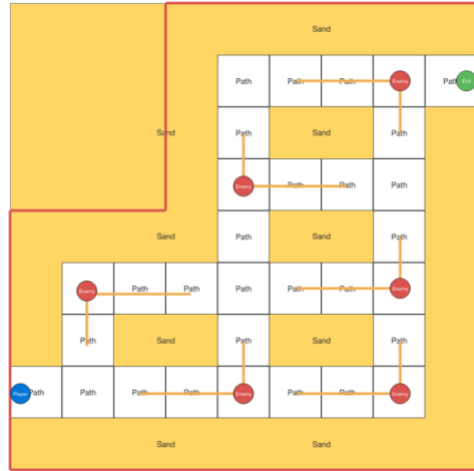 Sand
Path Path Path Enemy Path Exit
Sand Path Sand Path
Enemy Path Path Path
Sand Path Sand Path
Enemy Path Path Path Path Path Enemy
Path Sand Path Sand Path
Player Path Path Path Path Enemy Path Path Enemy
Sand Sand